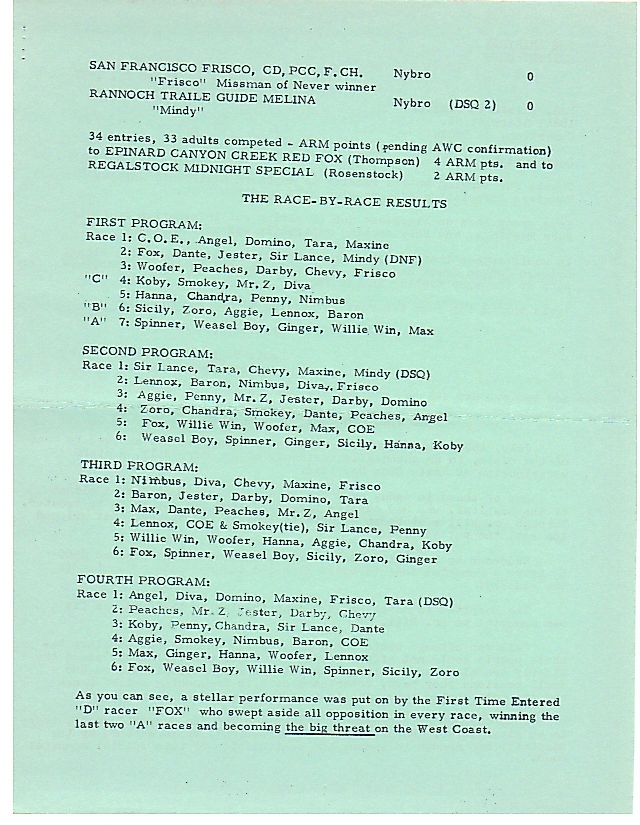 SAN FRANCISCO FRISCO, CD, PCC, F. CH. Nybro 0
"Frisco" Missman of Never winner
RANNOCH TRAILE GUIDE MELINA Nybro (DSQ 2) 0
"Mindy"
34 entries, 33 adults competed - ARM points (pending AWC confirmation)
to EPINARD CANYON CREEK RED FOX (Thompson) 4 ARM pts. and to
REGALSTOCK MIDNIGHT SPECIAL (Rosenstock) 2 ARM pts.
THE RACE-BY-RACE RESULTS
FIRST PROGRAM:
Race 1: C.O.E., Angel, Domino, Tara, Maxine
2: Fox, Dante, Jester, Sir Lance, Mindy (DNF)
3: Woofer, Peaches, Darby, Chevy, Frisco
"C" 4: Koby, Smokey, Mr. Z, Diva
5: Hanna, Chandra, Penny, Nimbus
"B" 6: Sicily, Zoro, Aggie, Lennox, Baron
"A" 7: Spinner, Weasel Boy, Ginger, Willie Win, Max
SECOND PROGRAM:
Race 1: Sir Lance, Tara, Chevy, Maxine, Mindy (DSQ)
2: Lennox, Baron, Nimbus, Diva, Frisco
3: Aggie, Penny, Mr. Z, Jester, Darby, Domino
4: Zoro, Chandra, Smokey, Dante, Peaches, Angel
5: Fox, Willie Win, Woofer, Max, COE
6: Weasel Boy, Spinner, Ginger, Sicily, Hanna, Koby
THIRD PROGRAM:
Race 1: Nimbus, Diva, Chevy, Maxine, Frisco
2: Baron, Jester, Darby, Domino, Tara
3: Max, Dante, Peaches, Mr. Z, Angel
4: Lennox, COE & Smokey(tie), Sir Lance, Penny
5: Willie Win, Woofer, Hanna, Aggie, Chandra, Koby
6: Fox, Spinner, Weasel Boy, Sicily, Zoro, Ginger
FOURTH PROGRAM:
Race 1: Angel, Diva, Domino, Maxine, Frisco, Tara (DSQ)
2: Peaches, Mr. Z, Jester, Darby, Chevy
3: Koby, Penny, Chandra, Sir Lance, Dante
4: Aggie, Smokey, Nimbus, Baron, COE
5: Max, Ginger, Hanna, Woofer, Lennox
6: Fox, Weasel Boy, Willie Win, Spinner, Sicily, Zoro
As you can see, a stellar performance was put on by the First Time Entered
"D" racer "FOX" who swept aside all opposition in every race, winning the
last two "A" races and becoming the big threat on the West Coast.